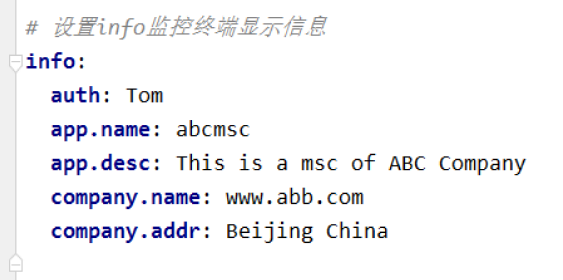 # 设置info监控终端显示信息
info:
auth: Tom
app.name: abcmsc
app.desc: This is a msc of ABC Company
company.name: www.abb.com
company.addr: Beijing China